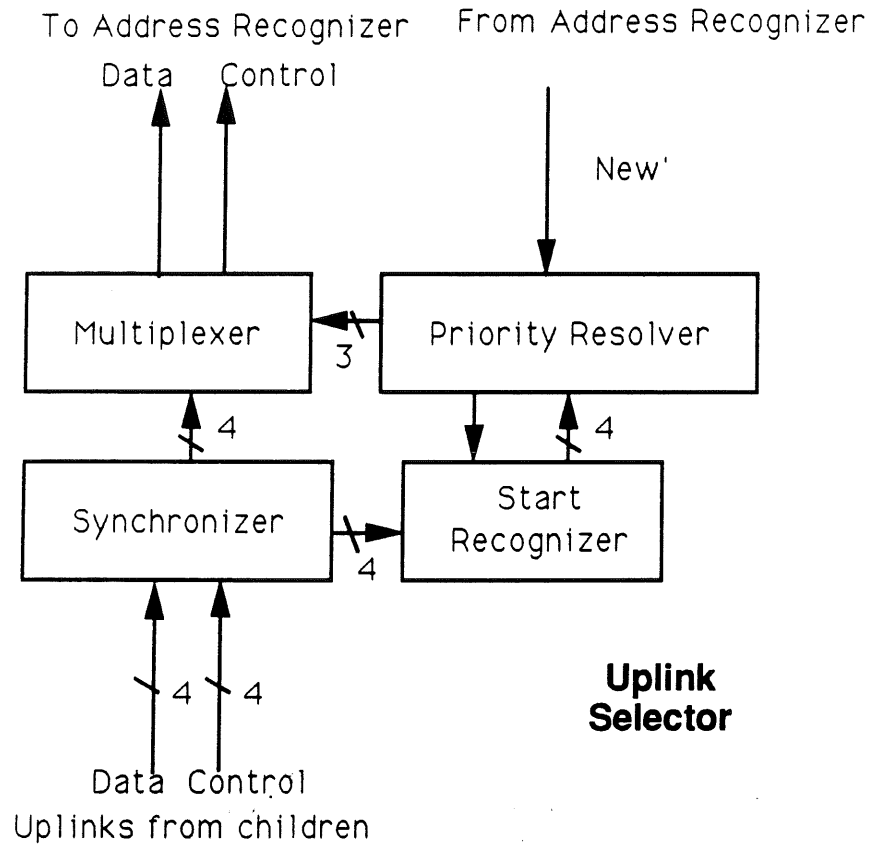 To Address Recognizer
From Address Recognizer
Data Control
New'
Multiplexer
3
Priority Resolver
4
4
Synchronizer
4
Start
Recognizer
4
4
Uplink
Selector
Data Control
Uplinks from children